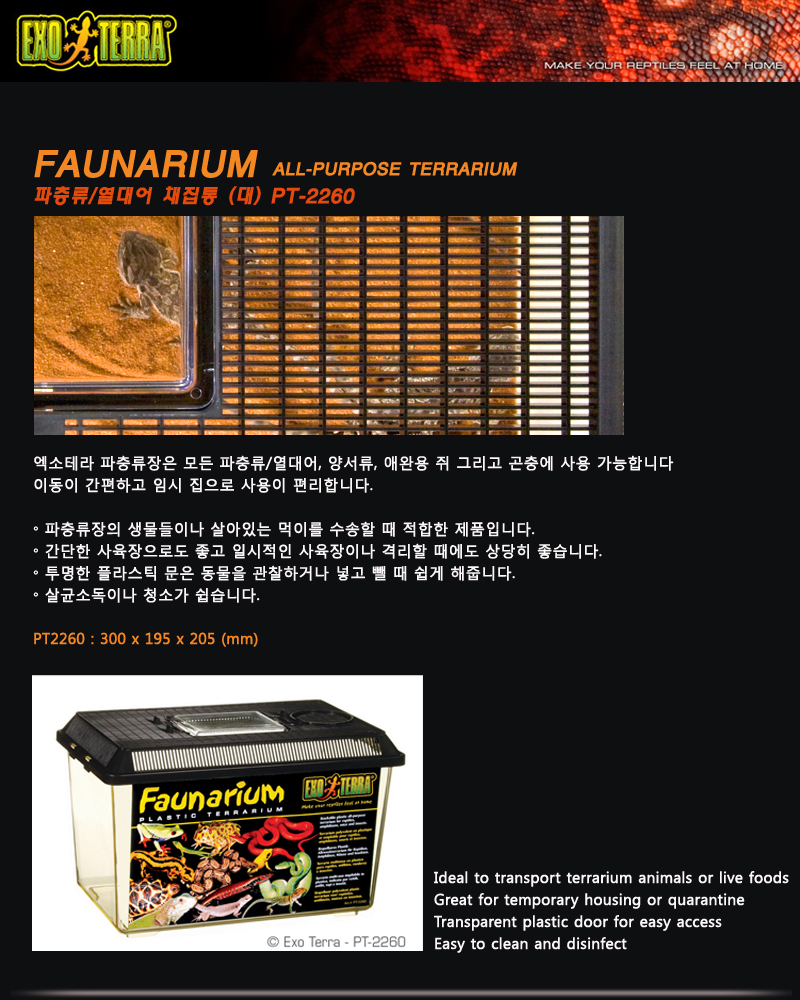 EXO TERRA®
MAKE YOUR REPTILES FEEL AT HOME
FAUNARIUM ALL-PURPOSE TERRARIUM
파충류/열대어 채집통 (대) PT-2260
엑소테라 파충류장은 모든 파충류/열대어, 양서류, 애완용 쥐 그리고 곤충에 사용 가능합니다
이동이 간편하고 임시 집으로 사용이 편리합니다.
◦ 파충류장의 생물들이나 살아있는 먹이를 수송할 때 적합한 제품입니다.
◦ 간단한 사육장으로도 좋고 일시적인 사육장이나 격리할 때에도 상당히 좋습니다.
◦ 투명한 플라스틱 문은 동물을 관찰하거나 넣고 뺄 때 쉽게 해줍니다.
◦ 살균소독이나 청소가 쉽습니다.
PT2260 : 300 x 195 x 205 (mm)
EXO TERRA
Make your reptiles feel at home
Faunarium
PLASTIC TERRARIUM
© Exo Terra - PT-2260
Ideal to transport terrarium animals or live foods
Great for temporary housing or quarantine
Transparent plastic door for easy access
Easy to clean and disinfect